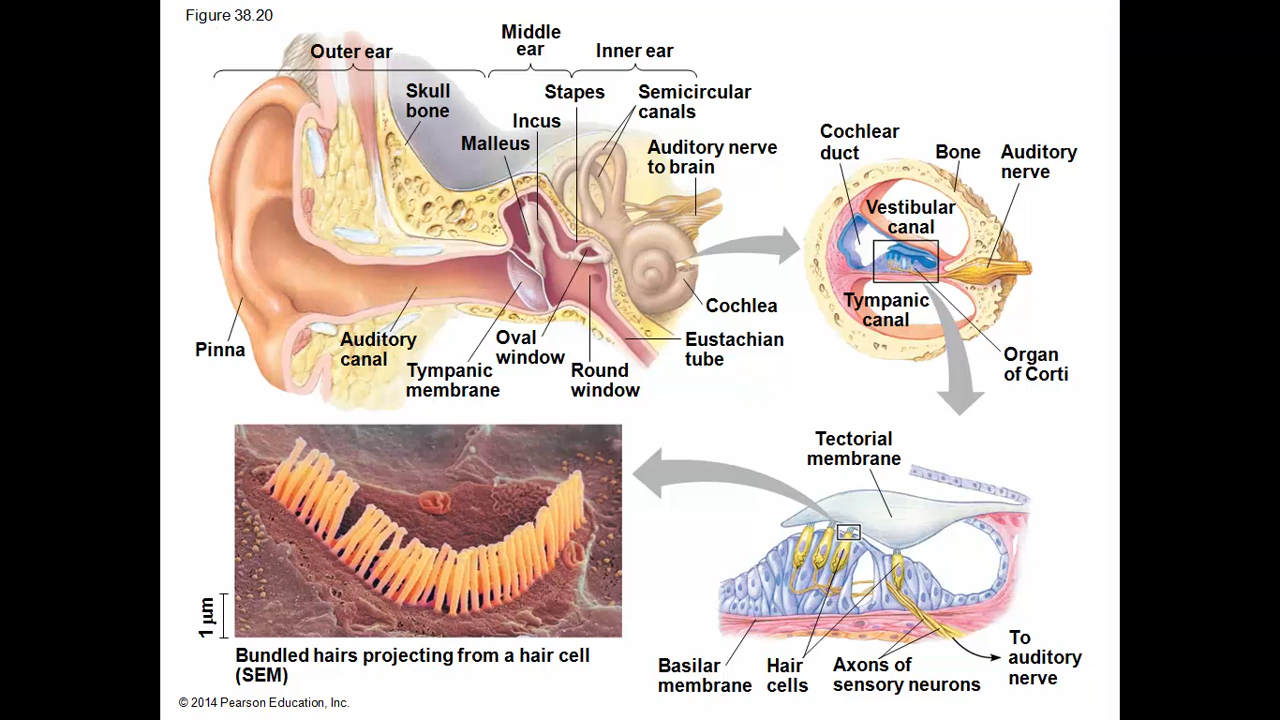 Figure 38.20
Outer ear
Middle
ear
Inner ear
Skull
bone
Malleus
Incus
Stapes
Semicircular
canals
Auditory nerve
to brain
Pinna
Auditory
canal
Tympanic
membrane
Oval
window
Round
window
Cochlea
Eustachian
tube
Cochlear
duct
Bone
Auditory
nerve
Vestibular
canal
Tympanic
canal
Organ
of Corti
1 µm
Bundled hairs projecting from a hair cell
(SEM)
Tectorial
membrane
Basilar
membrane
Hair
cells
Axons of
sensory neurons
To
auditory
nerve
© 2014 Pearson Education, Inc.